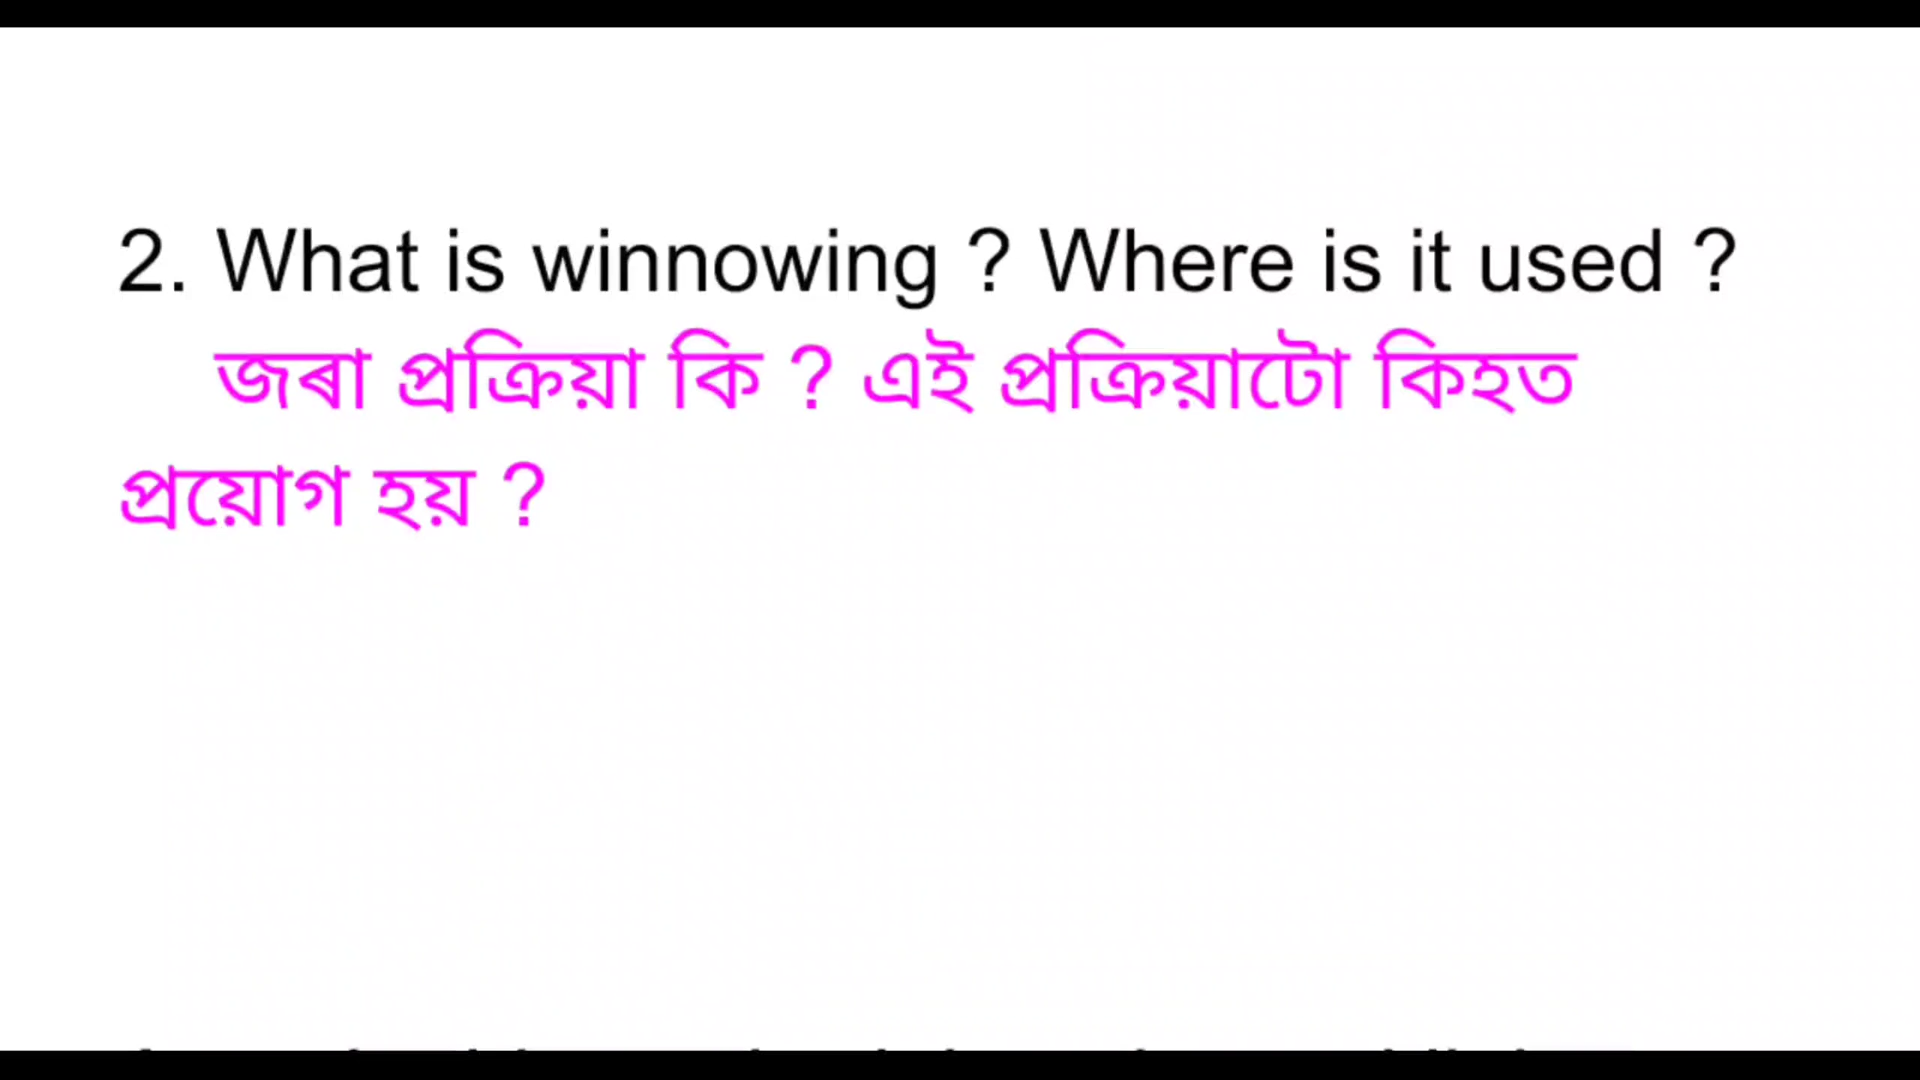 2. What is winnowing ? Where is it used ?
জৰা প্ৰক্ৰিয়া কি ? এই প্ৰক্ৰিয়াটো কিহত
প্ৰয়োগ হয় ?